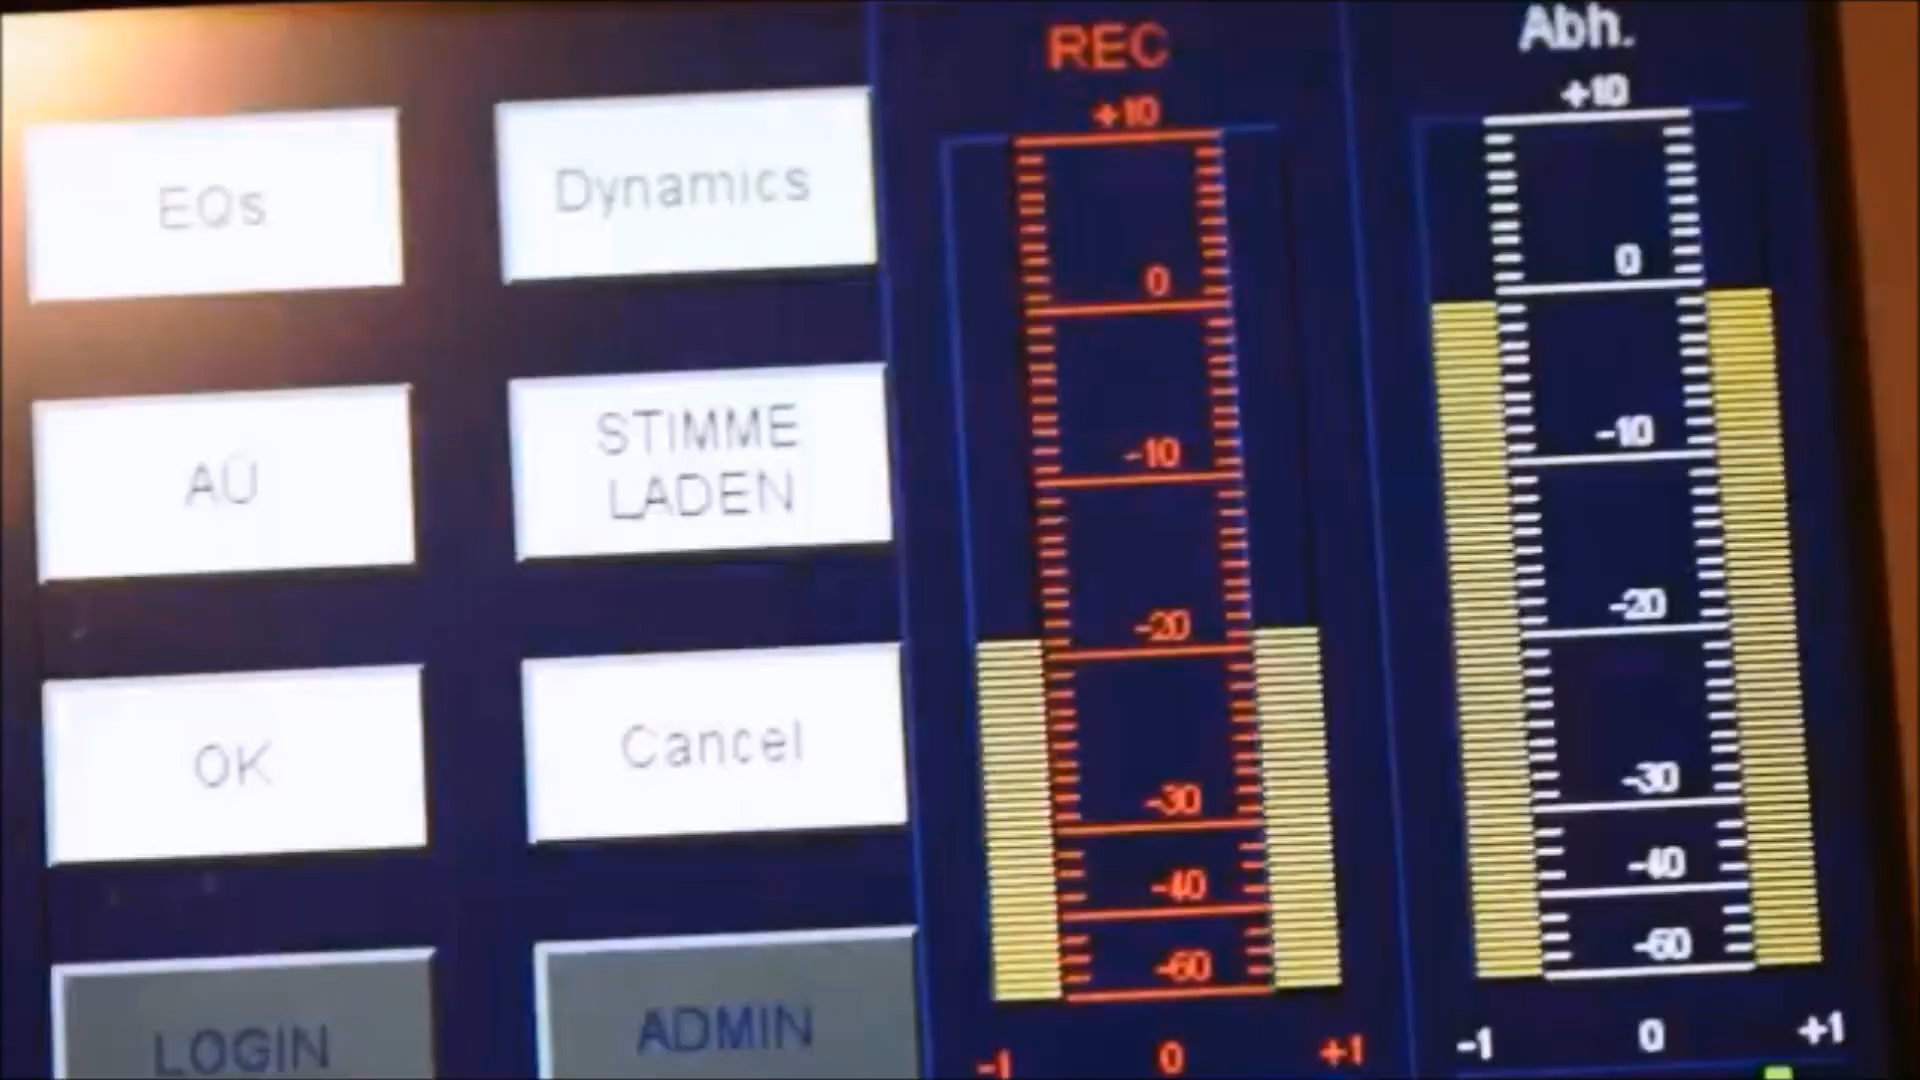 EQs
Dynamics
AÜ
STIMME
LADEN
OK
Cancel
LOGIN
ADMIN
REC
+10
0
-10
-20
-30
-40
-60
-1 0 +1
Abh.
+10
0
-10
-20
-30
-40
-60
-1 0 +1